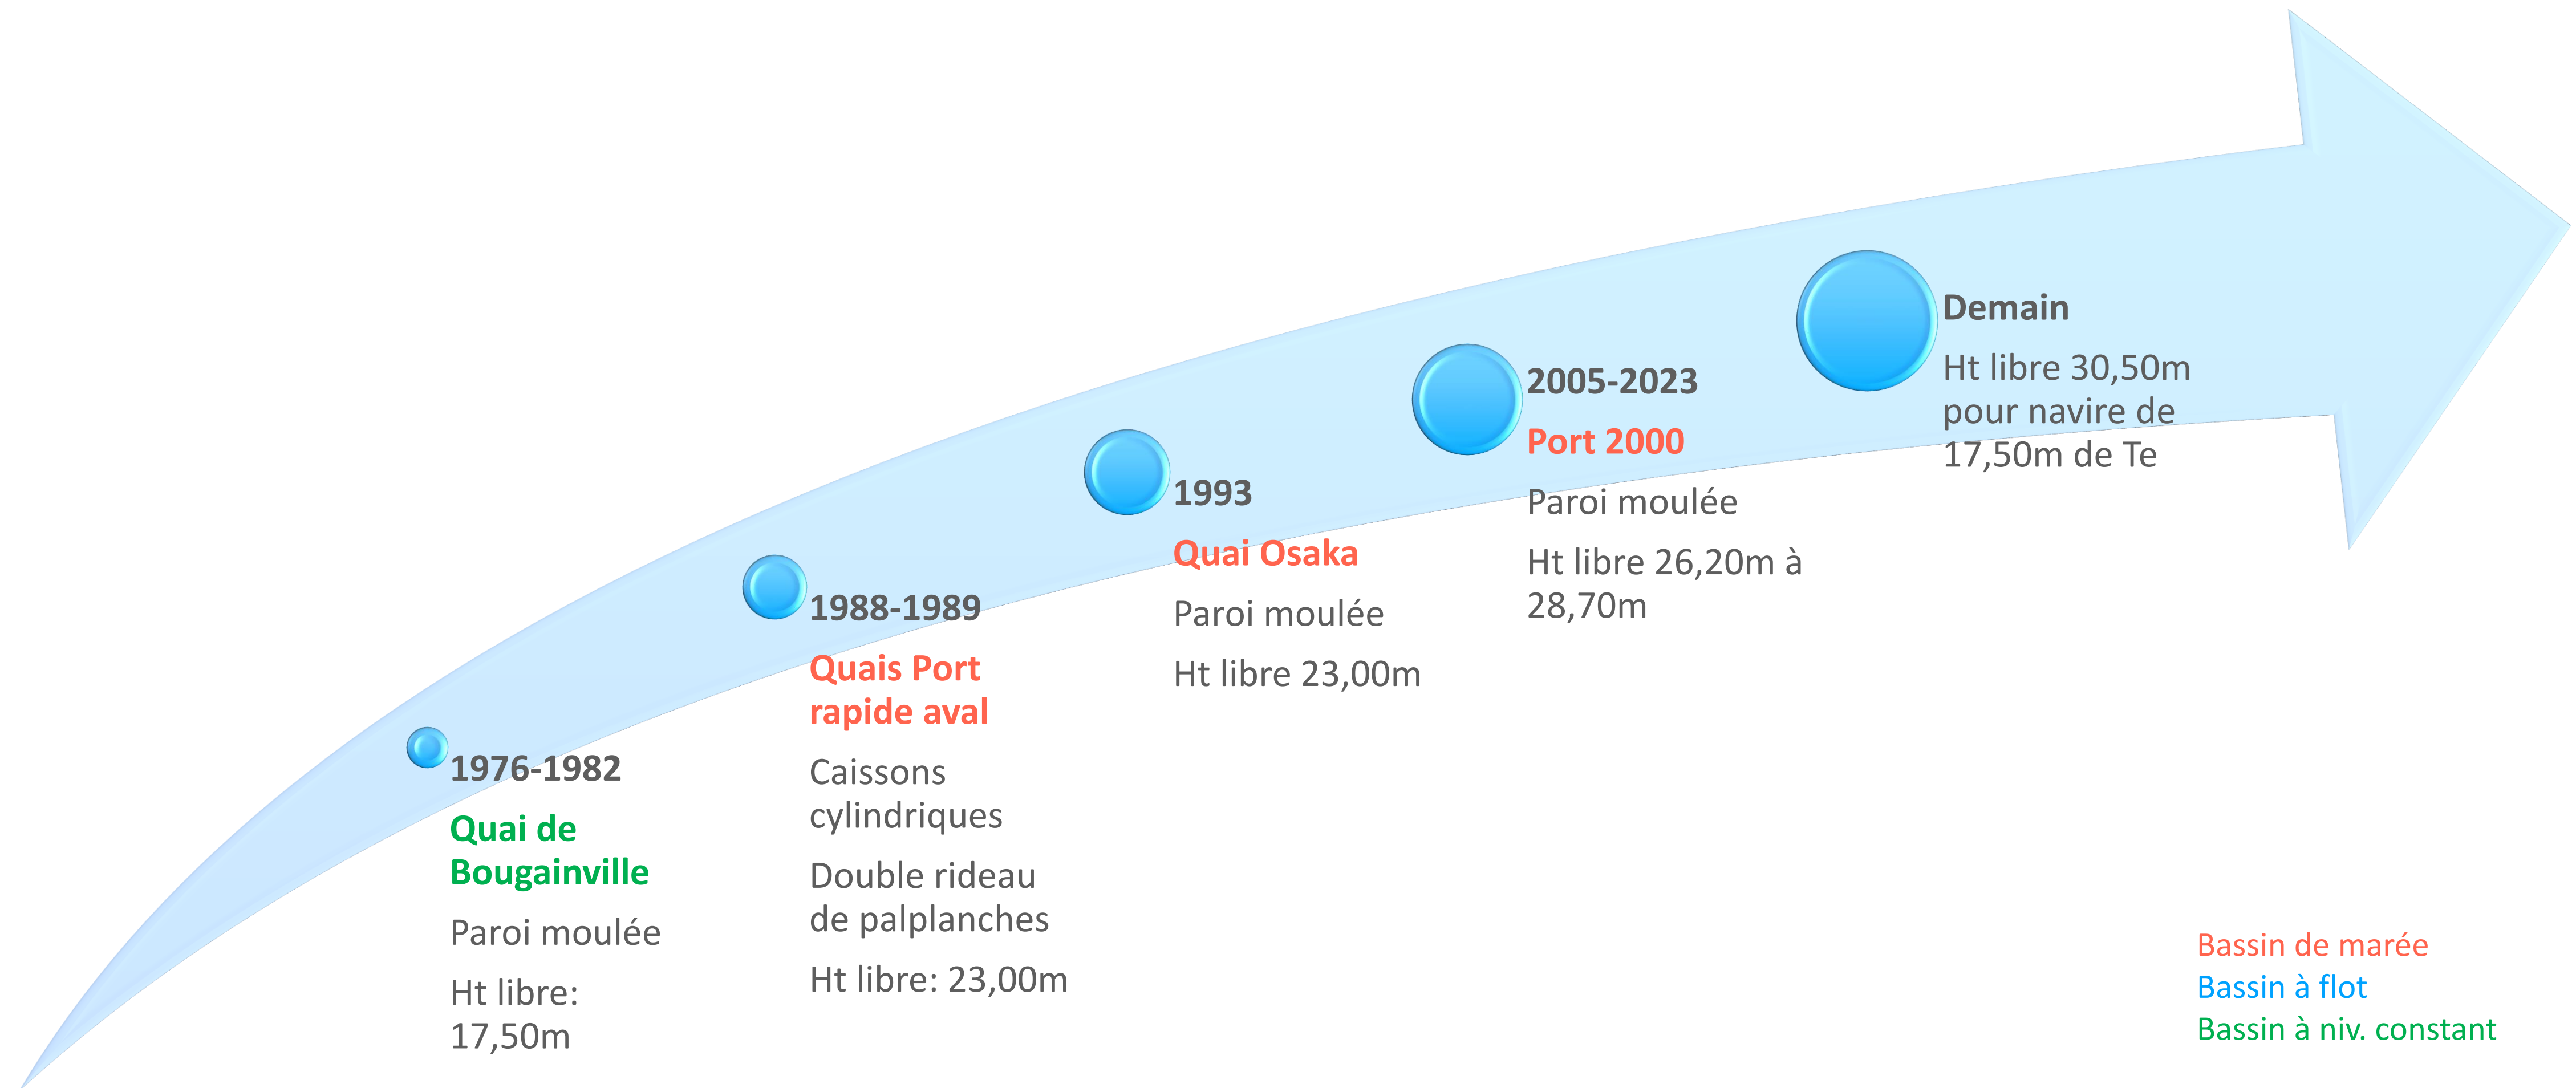 1976-1982
Quai de
Bougainville
Paroi moulée
Ht libre:
17,50m
1988-1989
Quais Port
rapide aval
Caissons
cylindriques
Double rideau
de palplanches
Ht libre: 23,00m
1993
Quai Osaka
Paroi moulée
Ht libre 23,00m
2005-2023
Port 2000
Paroi moulée
Ht libre 26,20m à
28,70m
Demain
Ht libre 30,50m
pour navire de
17,50m de Te
Bassin de marée
Bassin à flot
Bassin à niv. constant